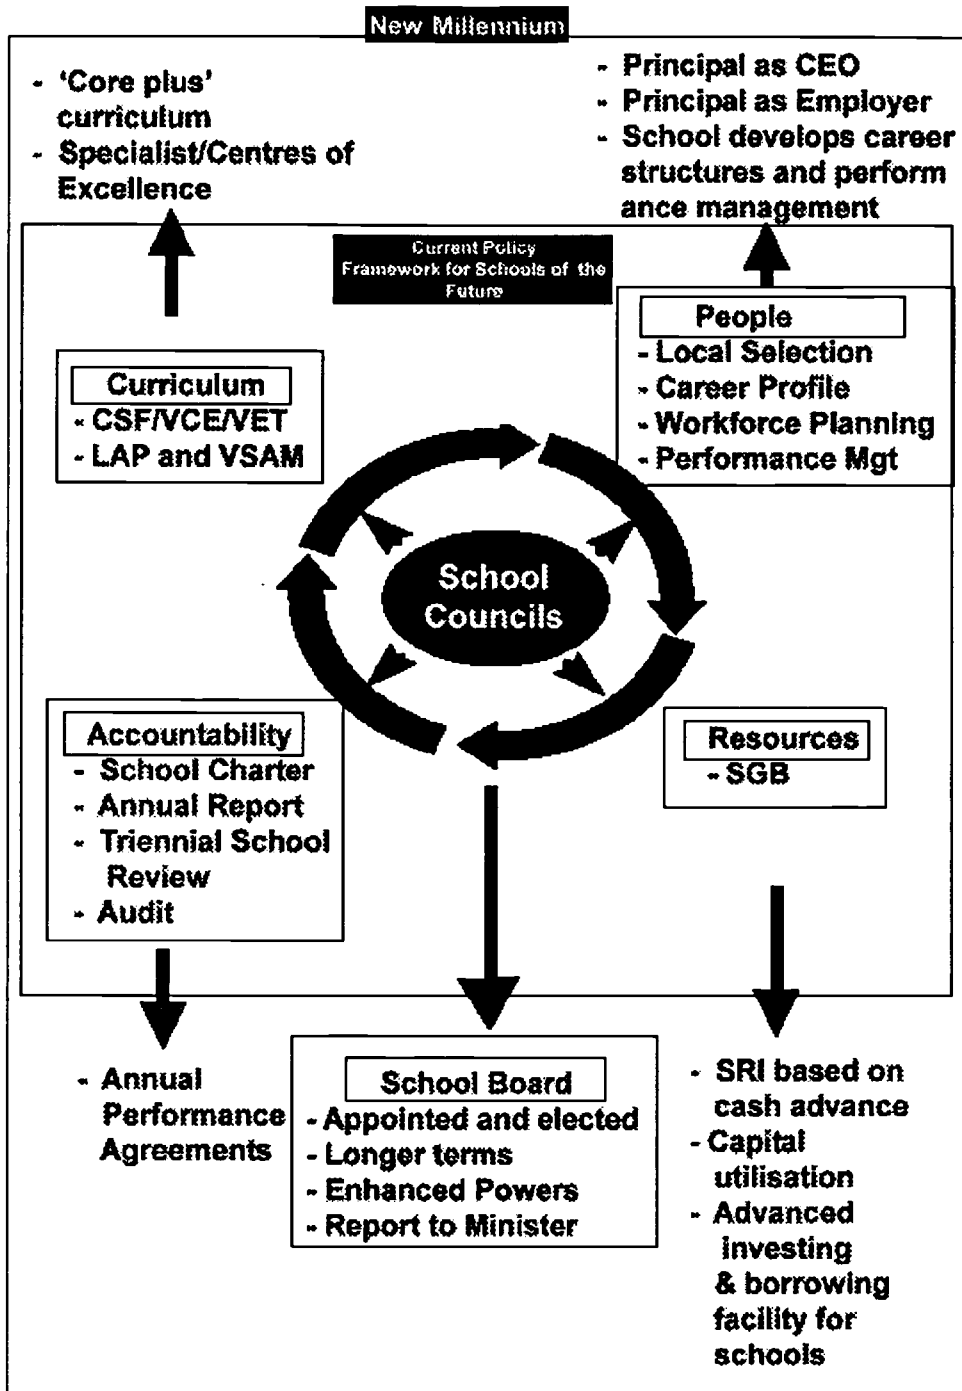 New Millennium
- 'Core plus'
curriculum
- Specialist/Centres of
Excellence
- Principal as CEO
- Principal as Employer
- School develops career
structures and perform
ance management
Current Policy
Framework for Schools of the
Future
Curriculum
- CSF/VCE/VET
- LAP and VSAM
People
- Local Selection
- Career Profile
- Workforce Planning
- Performance Mgt
School
Councils
Accountability
- School Charter
- Annual Report
- Triennial School
Review
- Audit
Resources
- SGB
- Annual
Performance
Agreements
School Board
- Appointed and elected
- Longer terms
- Enhanced Powers
- Report to Minister
- SRI based on
cash advance
- Capital
utilisation
- Advanced
investing
& borrowing
facility for
schools